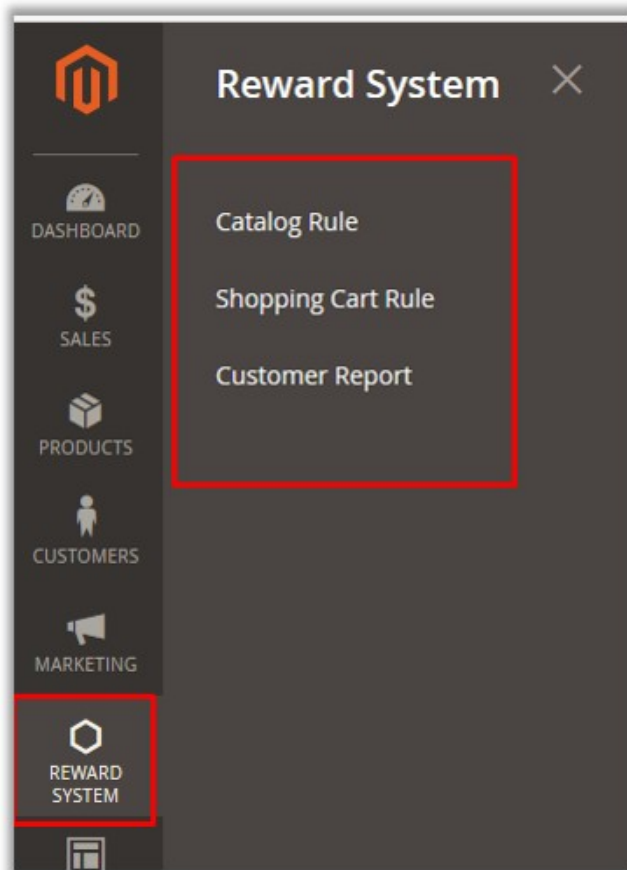 Reward System
DASHBOARD
SALES
PRODUCTS
CUSTOMERS
MARKETING
REWARD
SYSTEM
Catalog Rule
Shopping Cart Rule
Customer Report